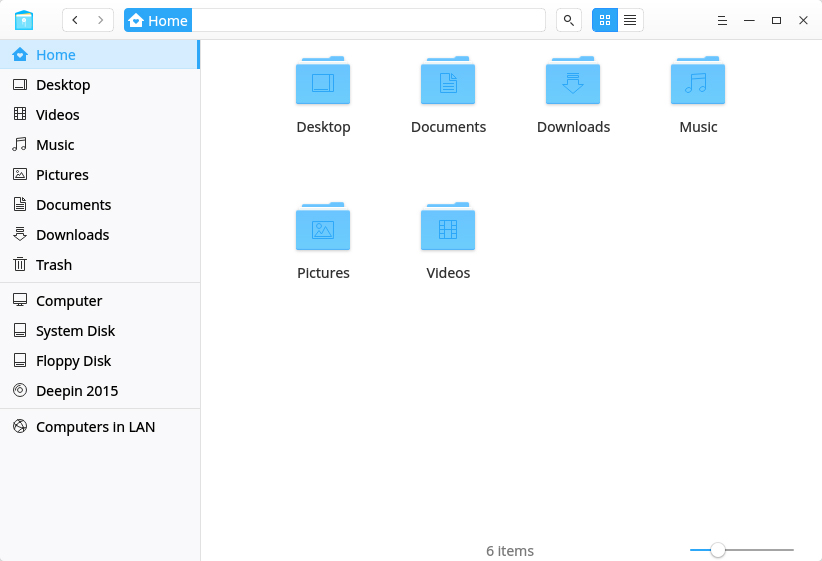 Home
Home
Desktop
Videos
Music
Pictures
Documents
Downloads
Trash
Computer
System Disk
Floppy Disk
Deepin 2015
Computers in LAN
Desktop Documents Downloads Music
Pictures Videos
6 items